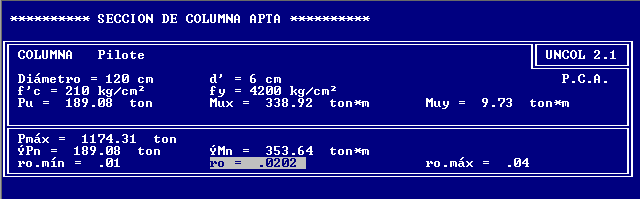 ********** SECCION DE COLUMNA APTA **********
COLUMNA Pilote UNCOL 2.1
Diámetro = 120 cm d' = 6 cm P.C.A.
f'c = 210 kg/cm² fy = 4200 kg/cm²
Pu = 189.08 ton Mux = 338.92 ton*m Muy = 9.73 ton*m
Pmáx = 1174.31 ton
ýPn = 189.08 ton ýMn = 353.64 ton*m
ro.mín = .01 ro = .0202 ro.máx = .04